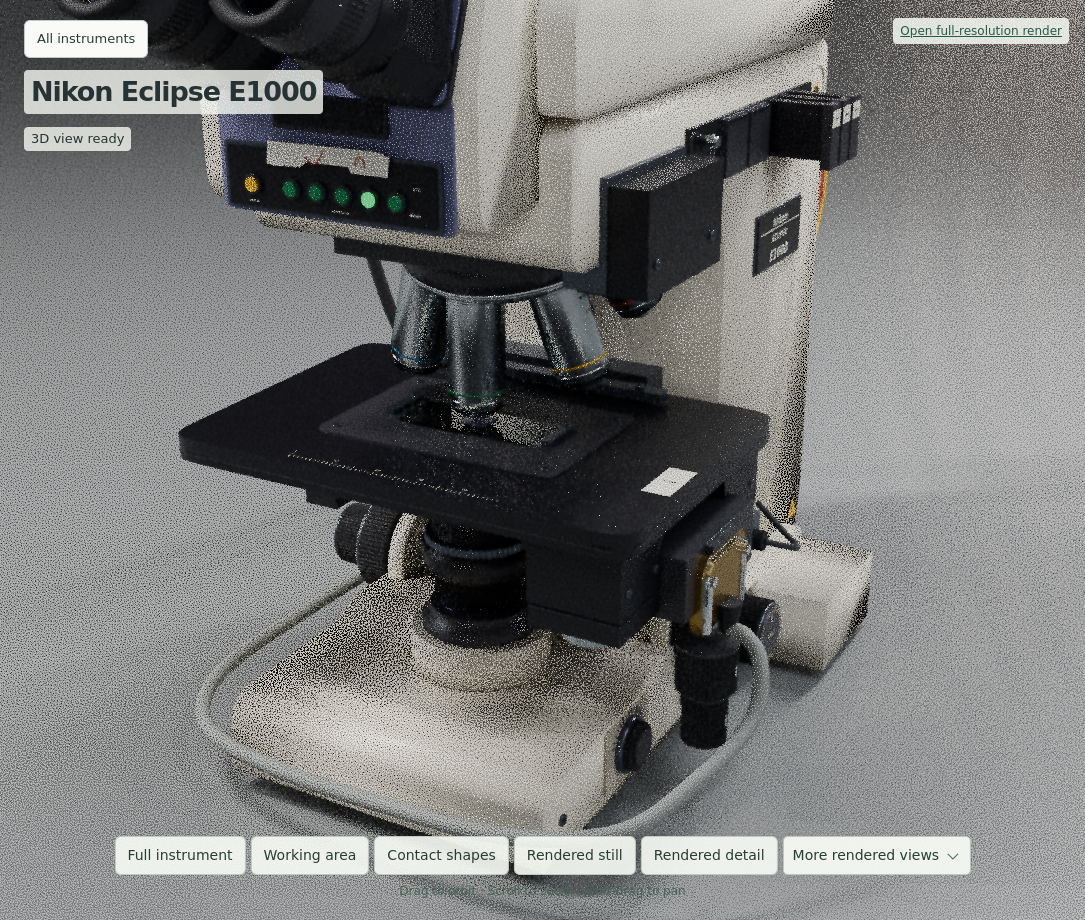 All instruments
Open full-resolution render
Nikon Eclipse E1000
3D view ready
Full instrument
Working area
Contact shapes
Rendered still
Rendered detail
More rendered views